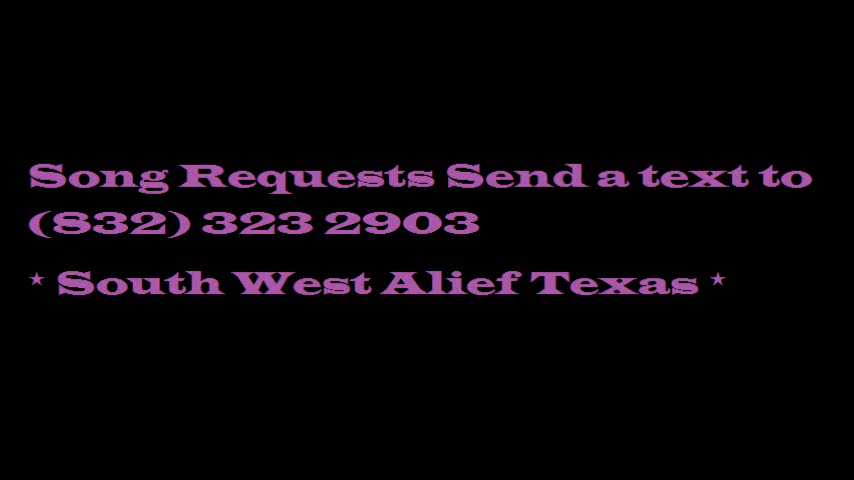 Song Requests Send a text to
(832) 323 2903
* South West Alief Texas *